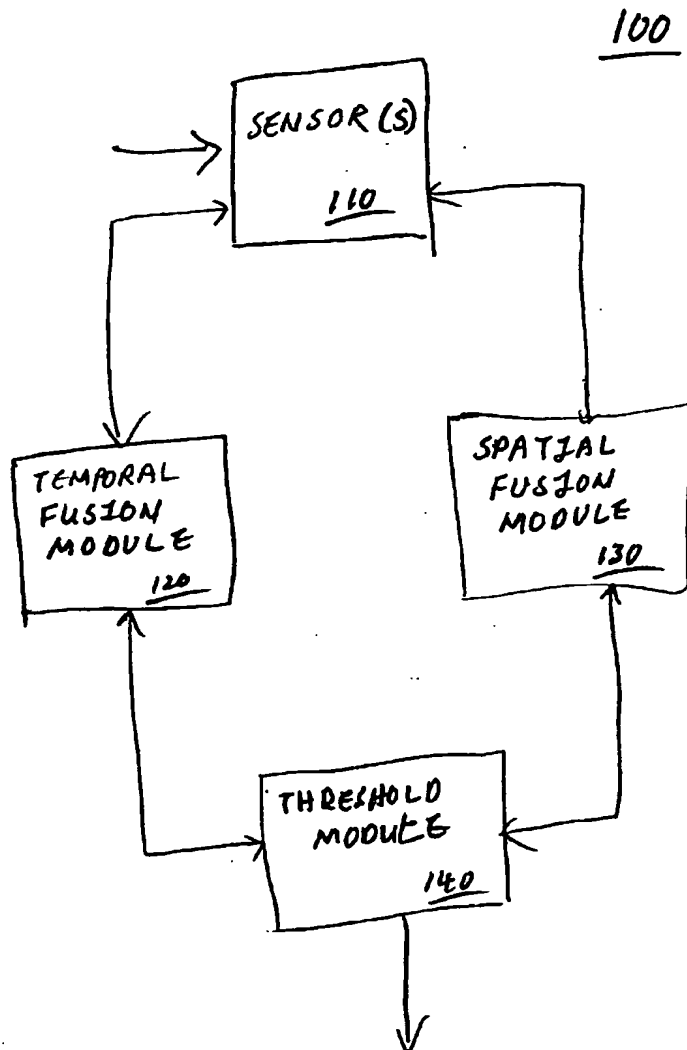 100
SENSOR(S)
110
TEMPORAL
FUSION
MODULE
120
SPATIAL
FUSION
MODULE
130
THRESHOLD
MODULE
140